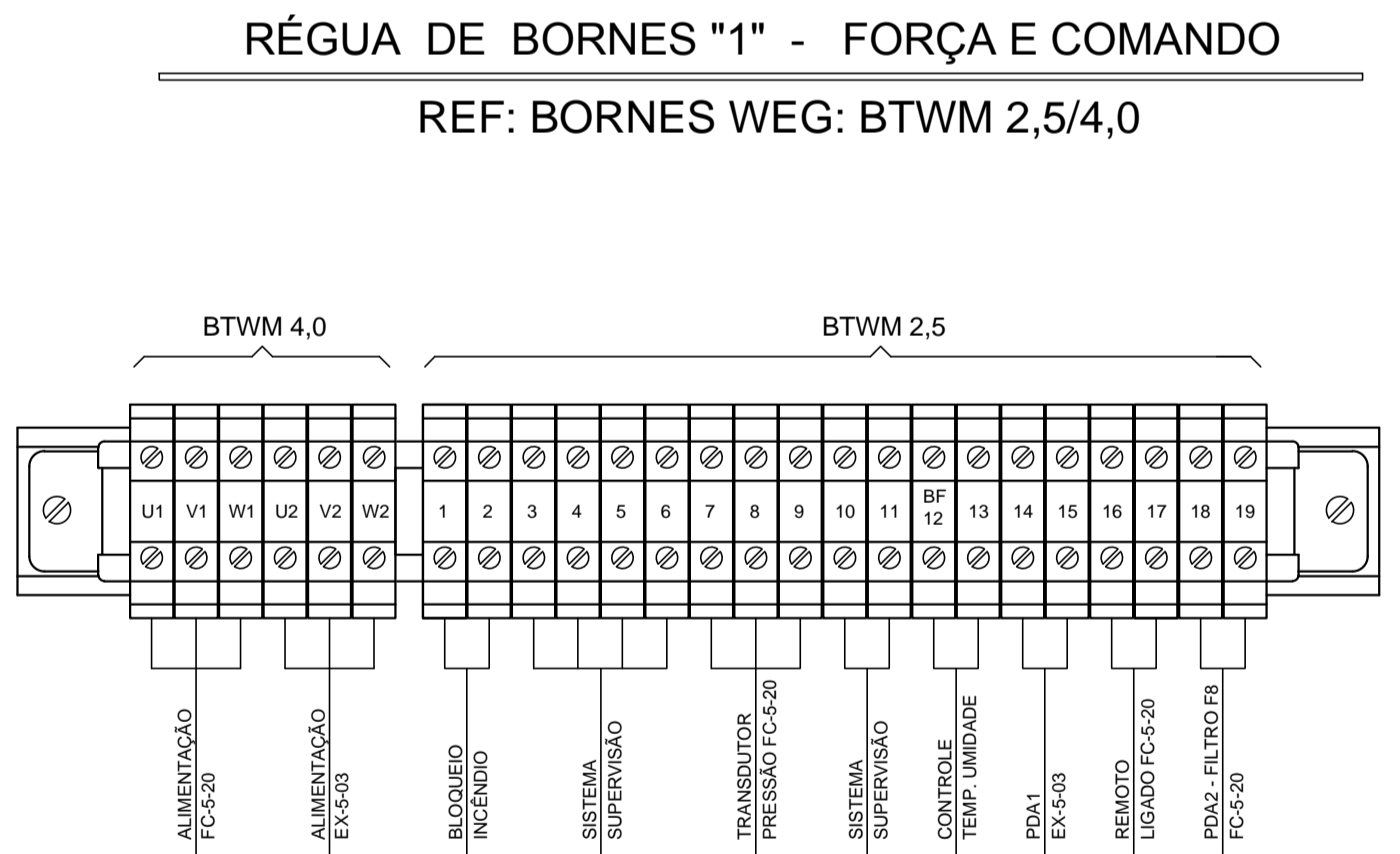 RÉGUA DE BORNES "1" - FORÇA E COMANDO
REF: BORNES WEG: BTWM 2,5/4,0
BTWM 4,0
BTWM 2,5
U1 V1 W1 U2 V2 W2
1 2 3 4 5 6 7 8 9 10 11 BF 12 13 14 15 16 17 18 19
ALIMENTAÇÃO
FC-5-20
ALIMENTAÇÃO
EX-5-03
BLOQUEIO
INCÊNDIO
SISTEMA
SUPERVISÃO
TRANSDUTOR
PRESSÃO FC-5-20
SISTEMA
SUPERVISÃO
CONTROLE
TEMP. UMIDADE
PDA1
EX-5-03
REMOTO
LIGADO FC-5-20
PDA2 - FILTRO F8
FC-5-20